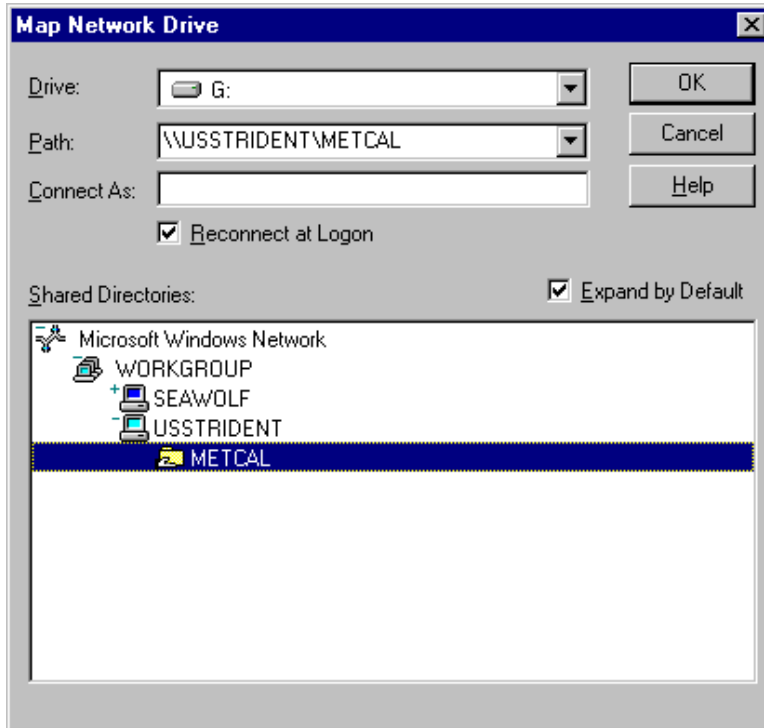 Map Network Drive
Drive:
G:
OK
Path:
\\USSTRIDENT\METCAL
Cancel
Connect As:
Help
Reconnect at Logon
Shared Directories:
Expand by Default
Microsoft Windows Network
WORKGROUP
SEAWOLF
USSTRIDENT
METCAL